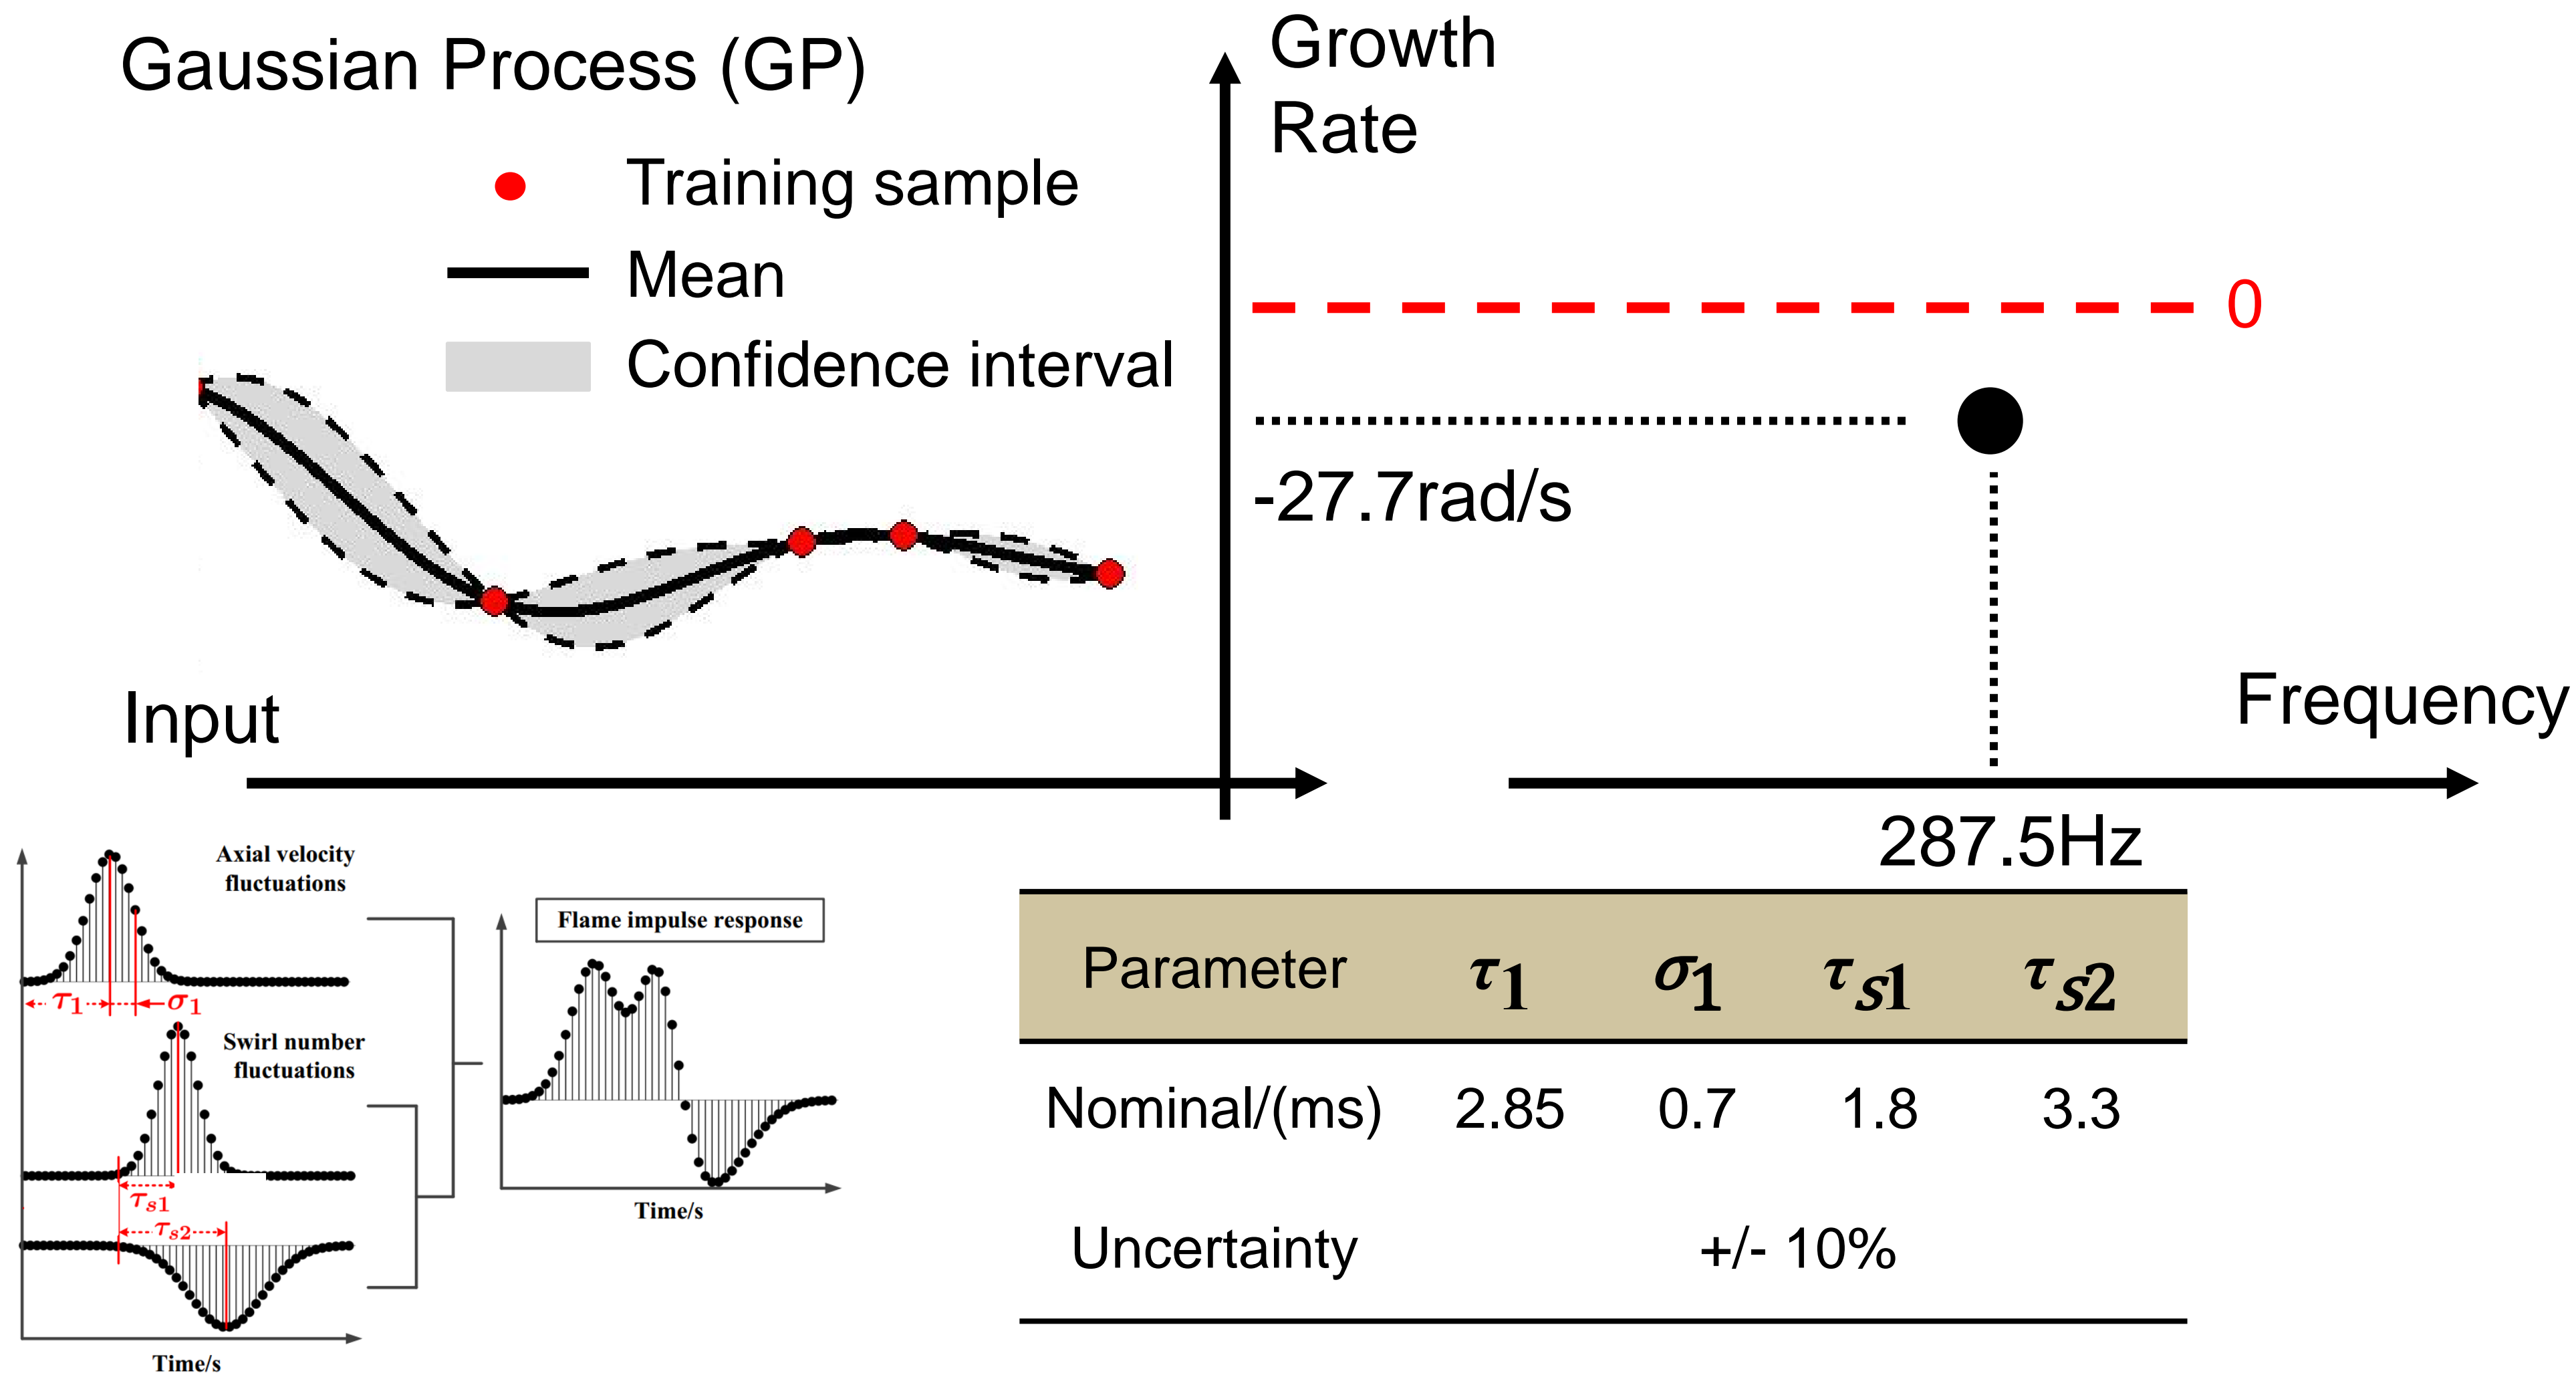 Gaussian Process (GP)
Training sample
Mean
Confidence interval
Input
Growth
Rate
0
-27.7rad/s
Frequency
287.5Hz
Axial velocity
fluctuations
τ1
σ1
Swirl number
fluctuations
τs1
τs2
Time/s
Flame impulse response
Time/s
Parameter τ1 σ1 τs1 τs2
Nominal/(ms) 2.85 0.7 1.8 3.3
Uncertainty +/- 10%